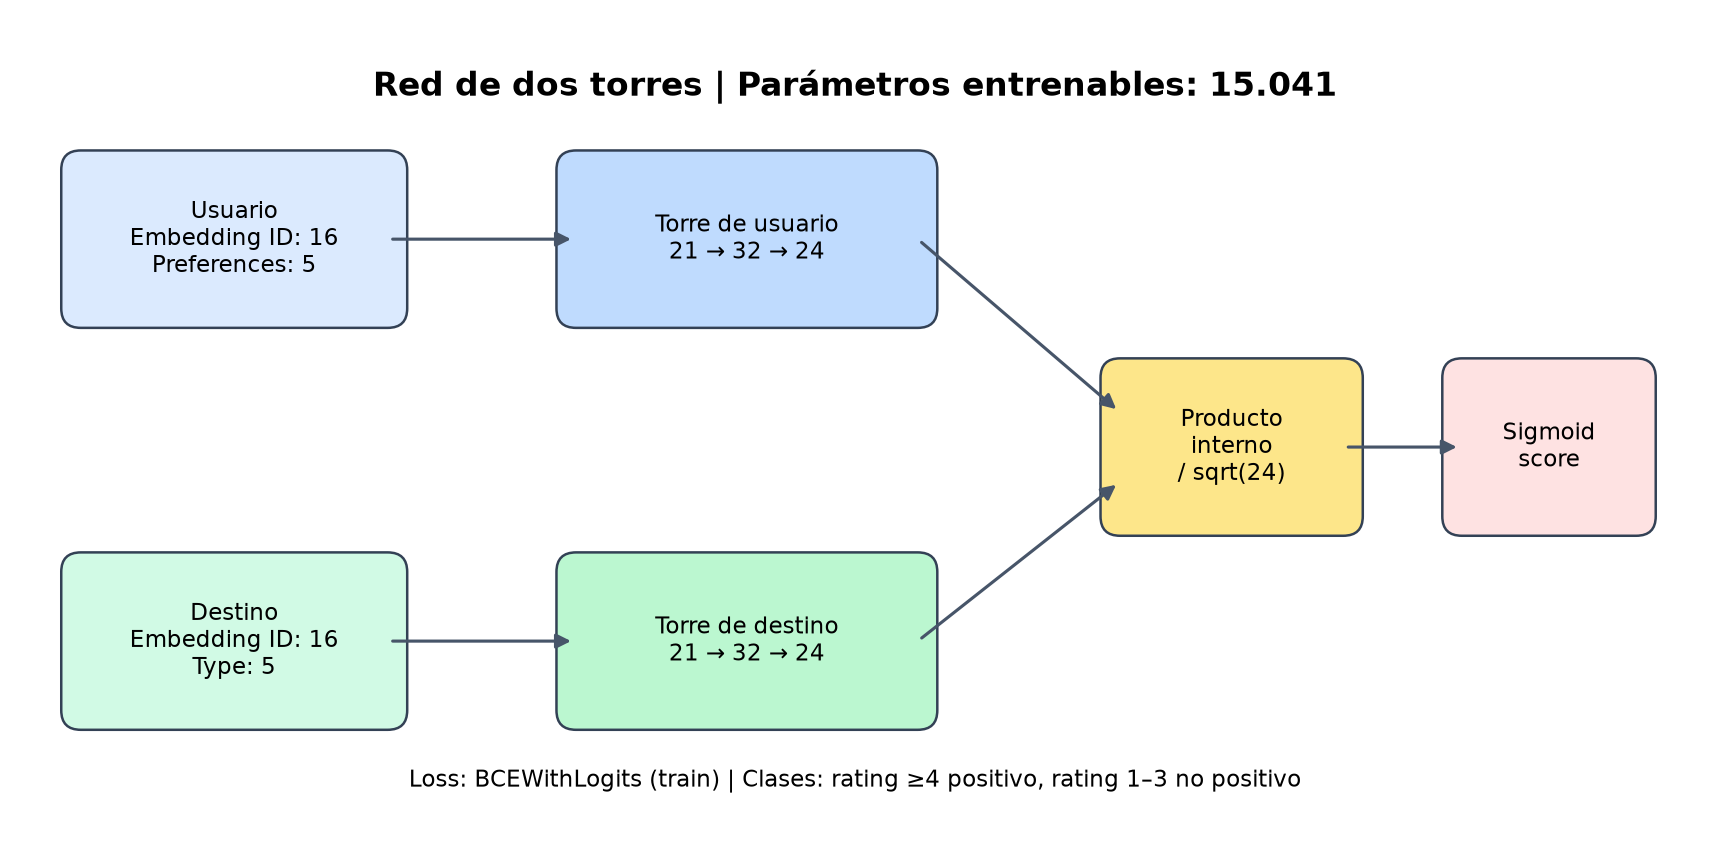 Red de dos torres | Parámetros entrenables: 15.041
Usuario
Embedding ID: 16
Preferences: 5
Torre de usuario
21 → 32 → 24
Producto
interno
/ sqrt(24)
Sigmoid
score
Destino
Embedding ID: 16
Type: 5
Torre de destino
21 → 32 → 24
Loss: BCEWithLogits (train) | Clases: rating ≥4 positivo, rating 1–3 no positivo